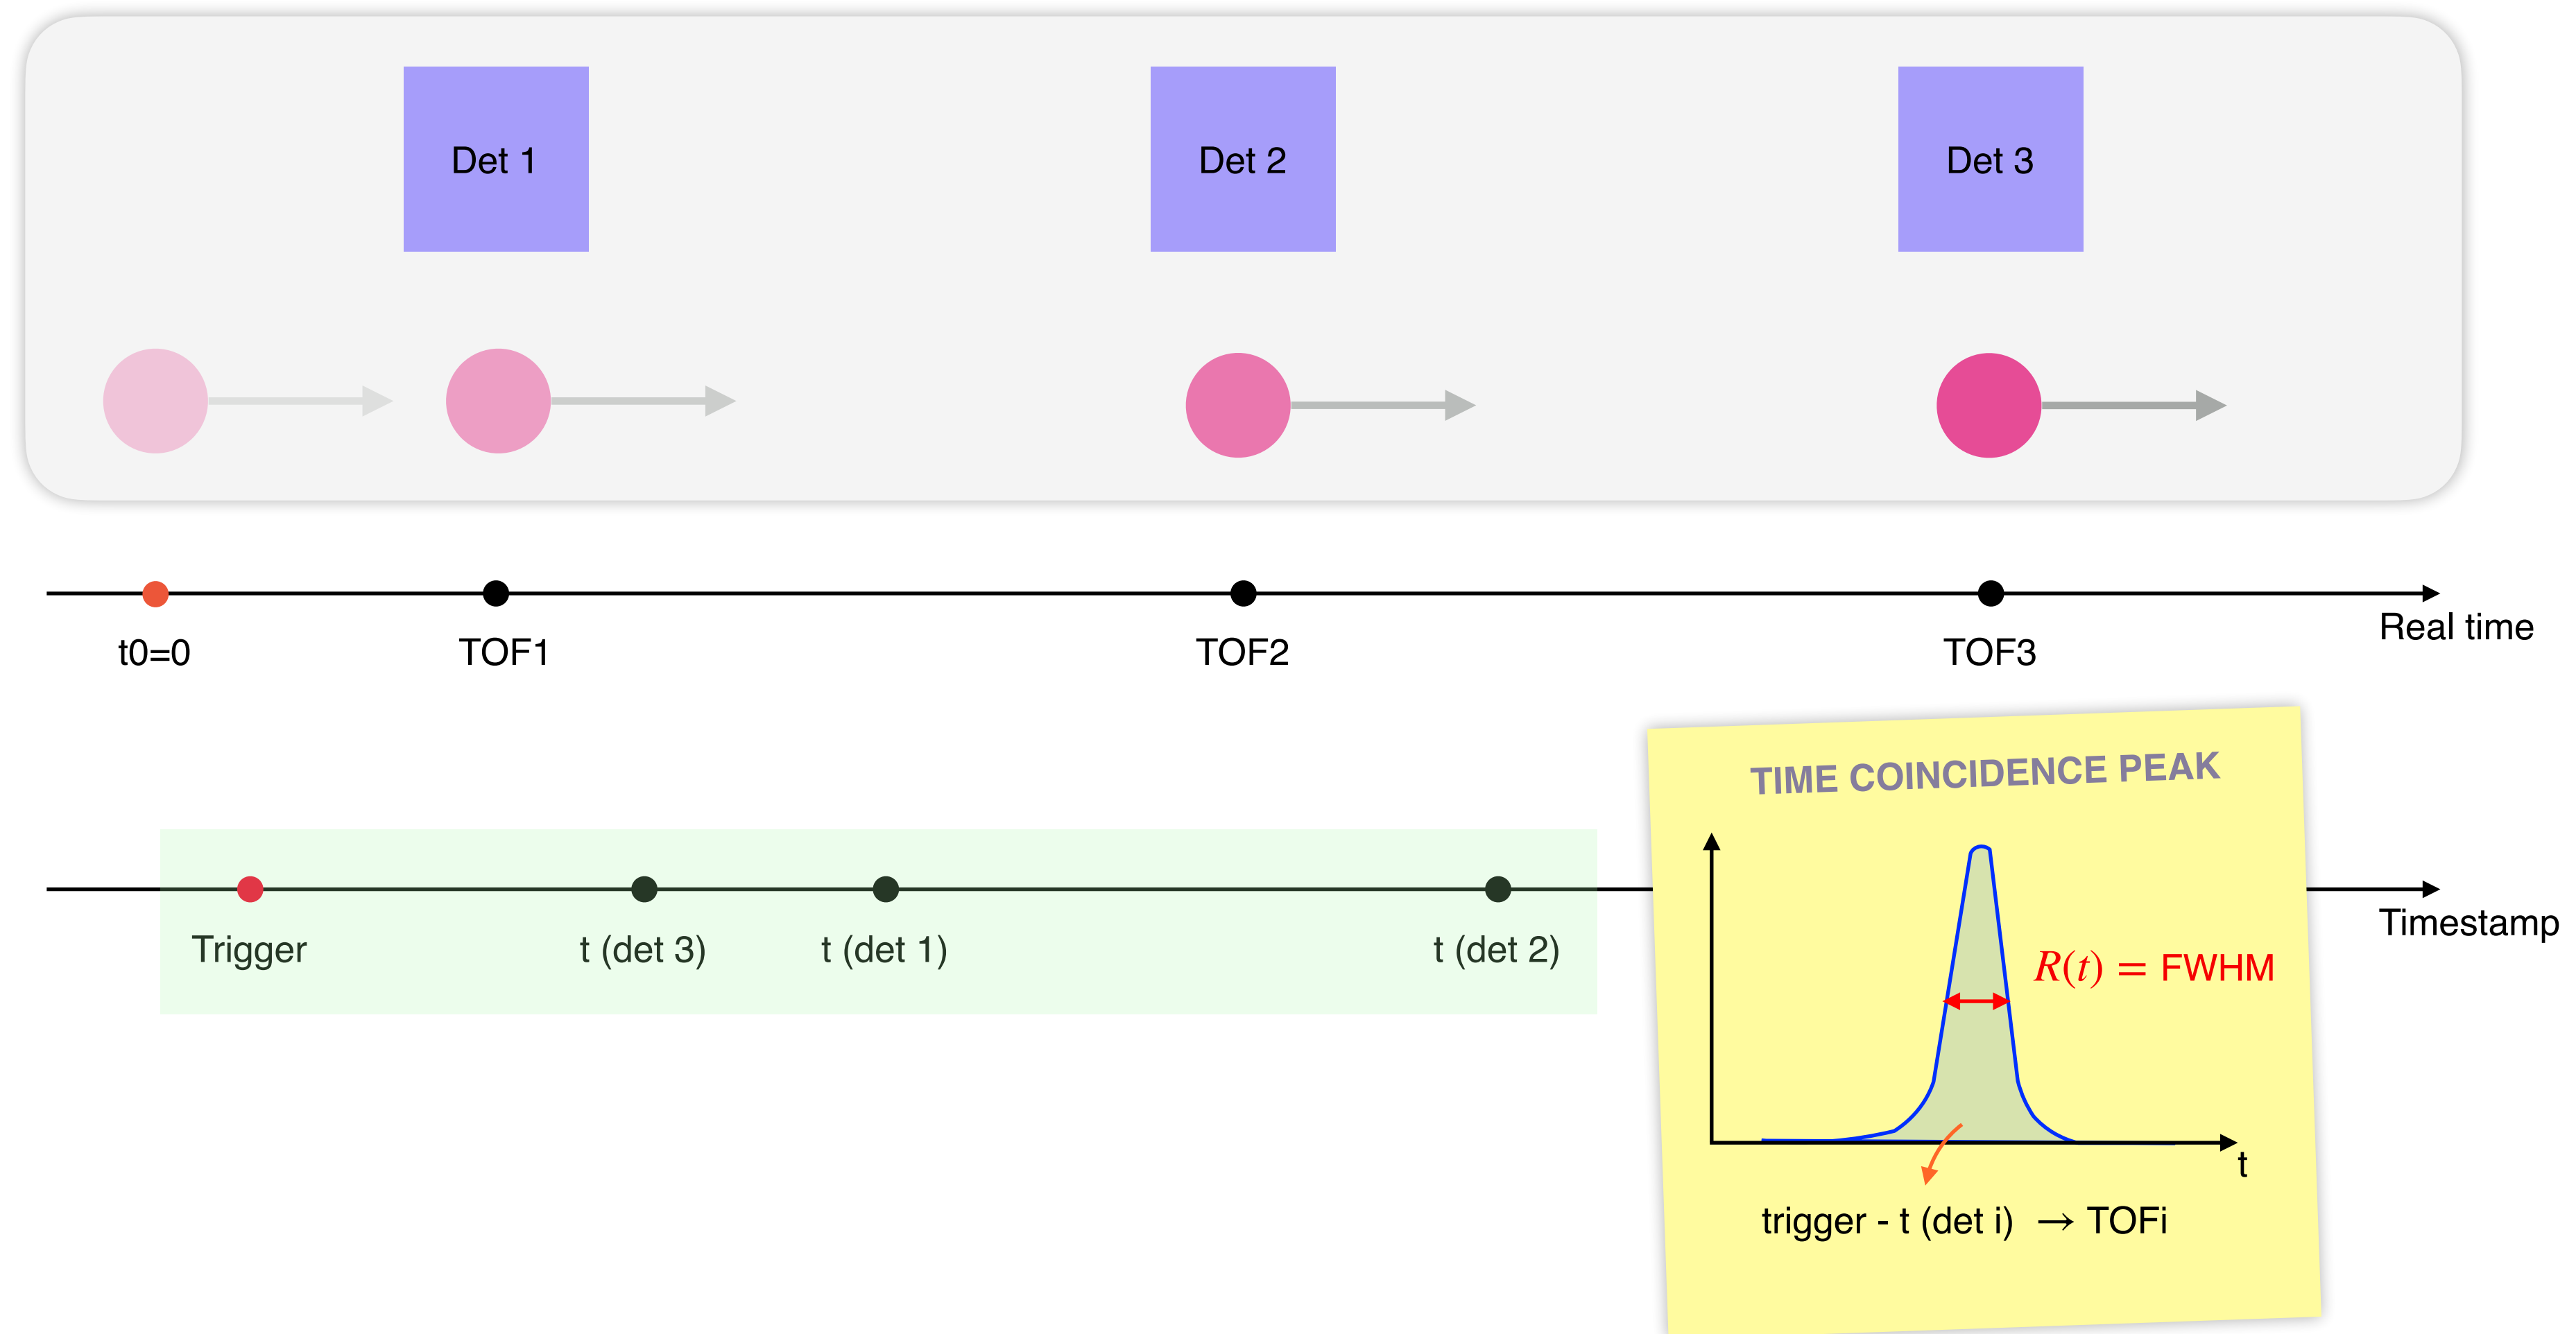 Det 1
Det 2
Det 3
Real time
t0=0
TOF1
TOF2
TOF3
TIME COINCIDENCE PEAK
Timestamp
Trigger
t (det 3)
t (det 1)
t (det 2)
R(t) = FWHM
t
trigger - t (det i) → TOFi